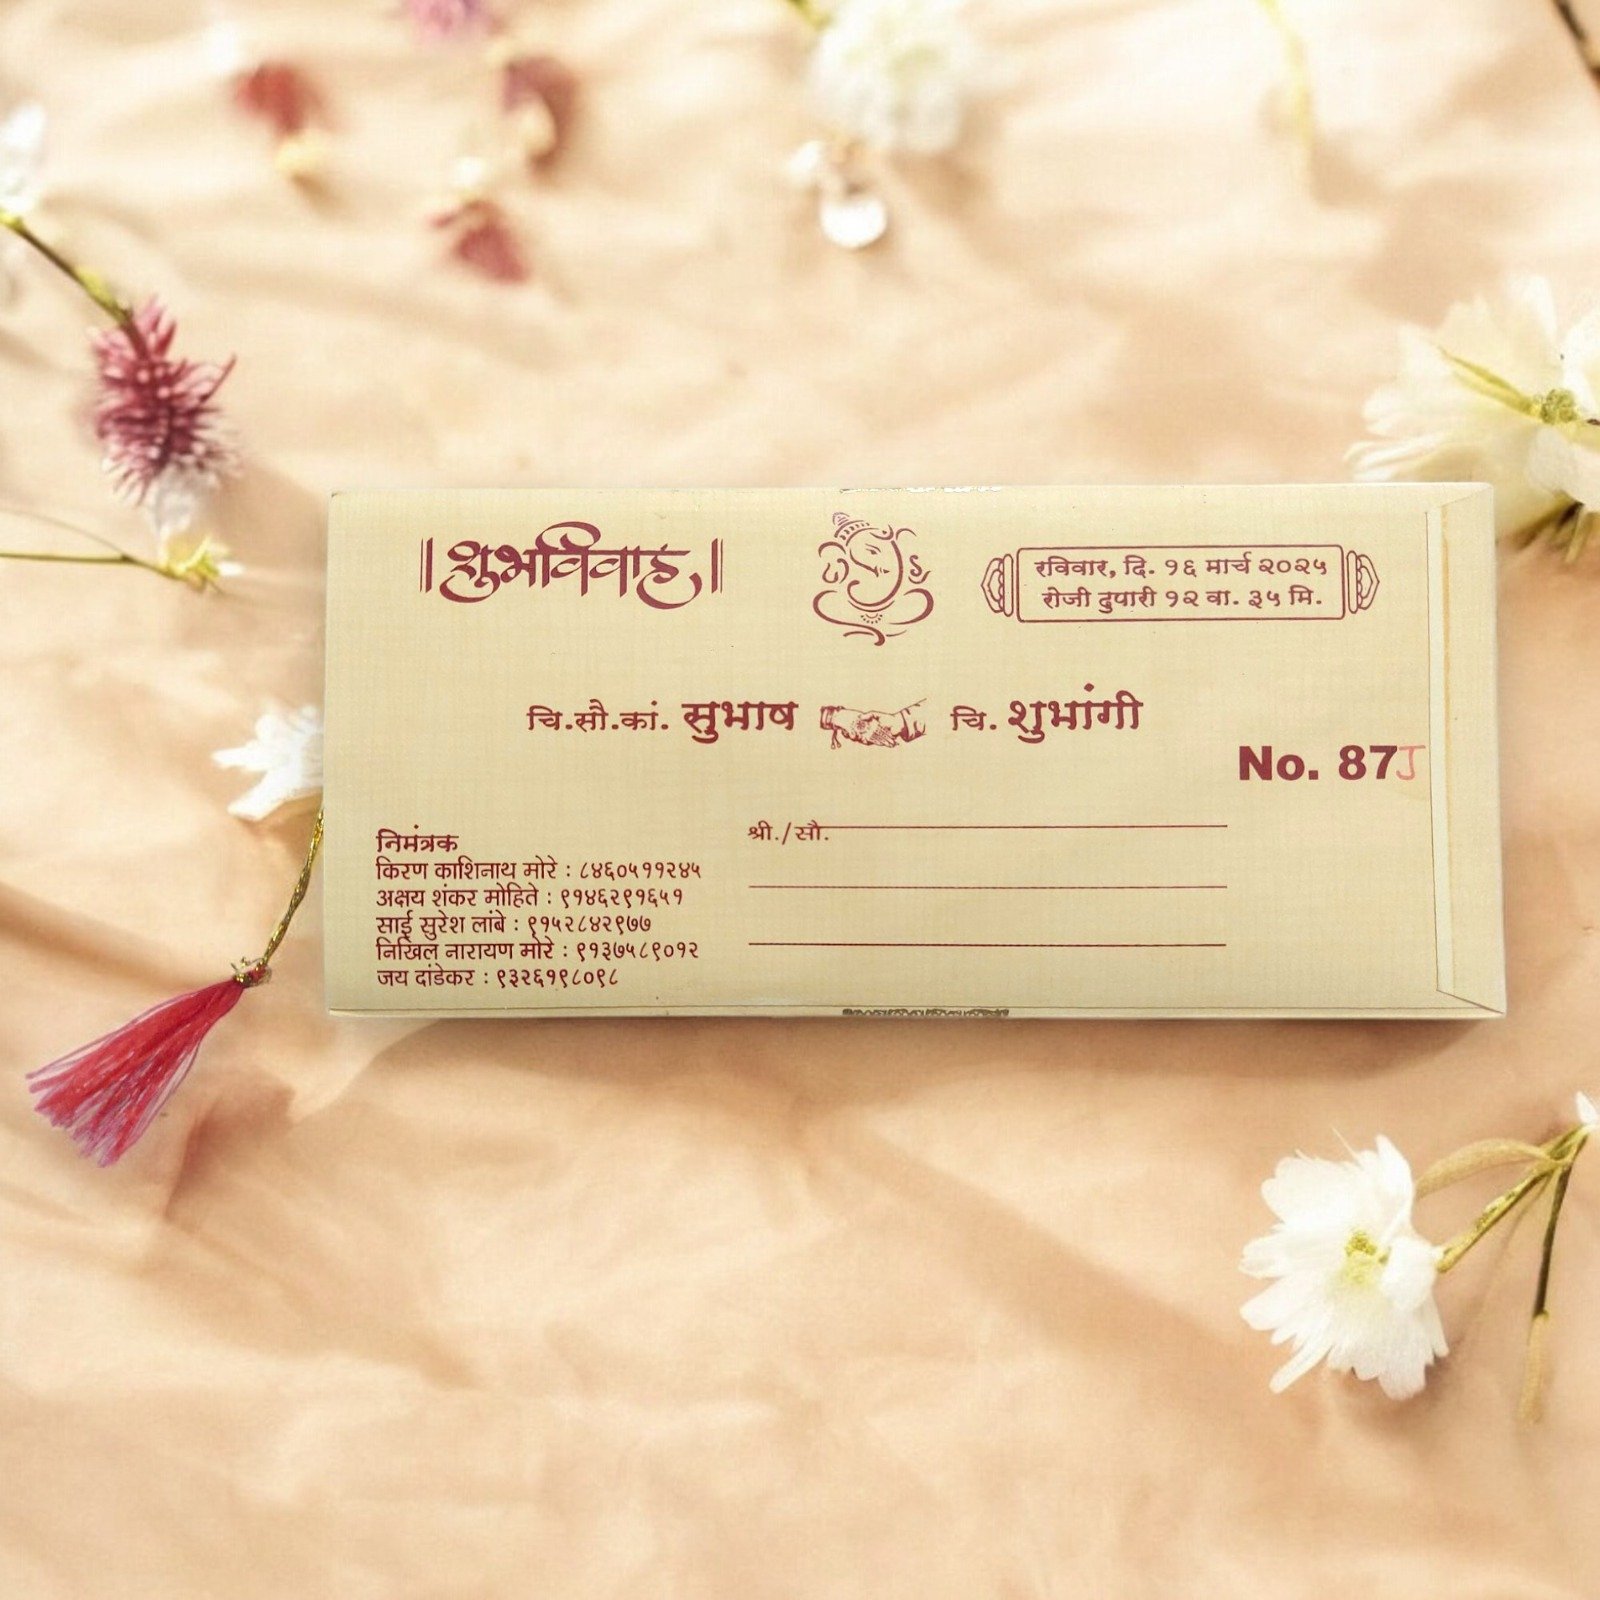 ॥ शुभविवाह ॥
रविवार, दि. १६ मार्च २०२५
रोजी दुपारी १२ वा. ३५ मि.
चि.सौ.कां. सुभाष चि. शुभांगी
No. 87J
श्री./सौ.
निमंत्रक
किरण काशिनाथ मोरे : ८४६०५११२४५
अक्षय शंकर मोहिते : ९१४६२९१६५१
साई सुरेश लांबे : ९१५२८४२९७७
निखिल नारायण मोरे : ९१३७५८९०१२
जय दांडेकर : ९३२६१९८०९८